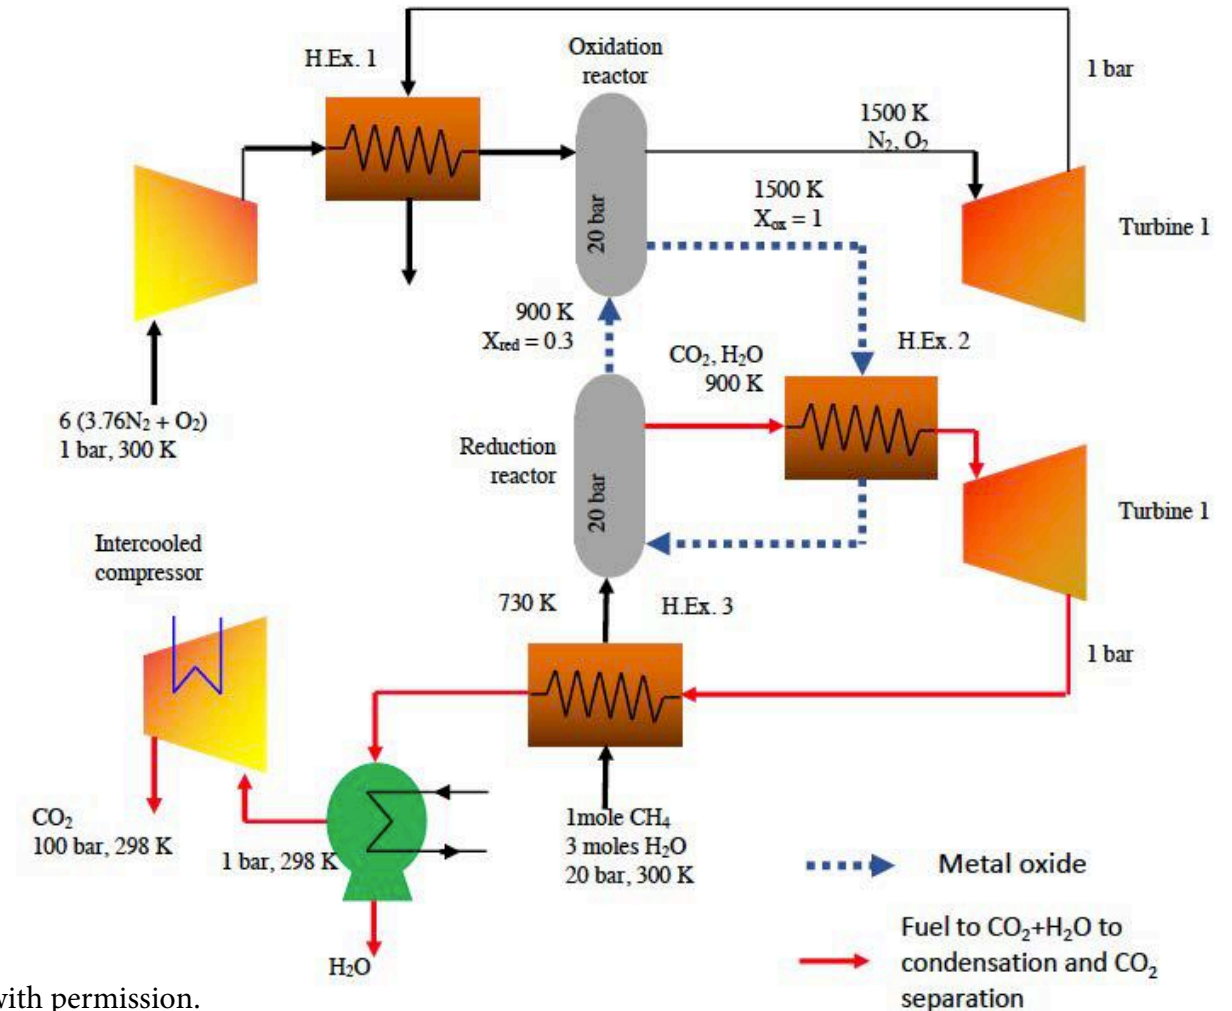 H.Ex. 1
Oxidation
reactor
1 bar
1500 K
N₂, O₂
20 bar
1500 K
Xₒₓ = 1
Turbine 1
900 K
X_red = 0.3
CO₂, H₂O
900 K
H.Ex. 2
6 (3.76N₂ + O₂)
1 bar, 300 K
Reduction
reactor
20 bar
Turbine 1
Intercooled
compressor
730 K
H.Ex. 3
1 bar
CO₂
100 bar, 298 K
1 bar, 298 K
1mole CH₄
3 moles H₂O
20 bar, 300 K
H₂O
Metal oxide
Fuel to CO₂+H₂O to
condensation and CO₂
separation
with permission.